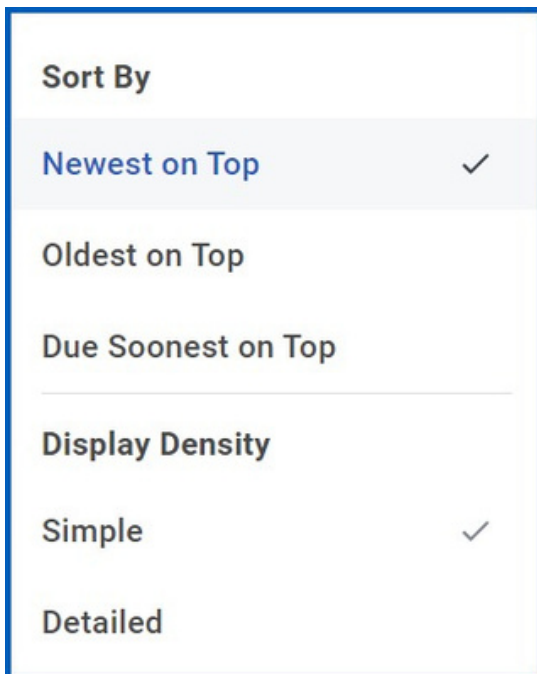 Sort By
Newest on Top
Oldest on Top
Due Soonest on Top
Display Density
Simple
Detailed